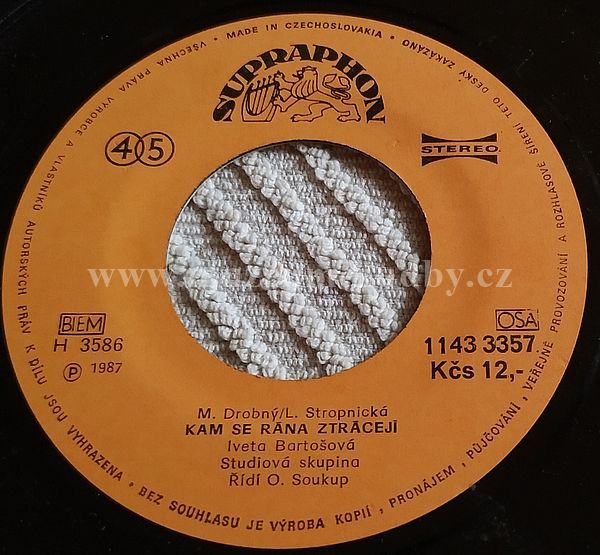 VŠECHNA PRÁVA VÝROBCE A VLASTNÍKŮ AUTORSKÝCH PRÁV K DÍLU JSOU VYHRAZENA • BEZ SOUHLASU JE VÝROBA KOPIÍ, PRONÁJEM, PŮJČOVÁNÍ, VEŘEJNÉ PROVOZOVÁNÍ A ROZHLASOVÉ ŠÍŘENÍ TÉTO DESKY ZAKÁZÁNO • MADE IN CZECHOSLOVAKIA •
SUPRAPHON
45
STEREO
BIEM
H 3586
℗ 1987
OSA
1143 3357
Kčs 12,-
M. Drobný/L. Stropnická
KAM SE RÁNA ZTRÁCEJÍ
Iveta Bartošová
Studiová skupina
Řídí O. Soukup